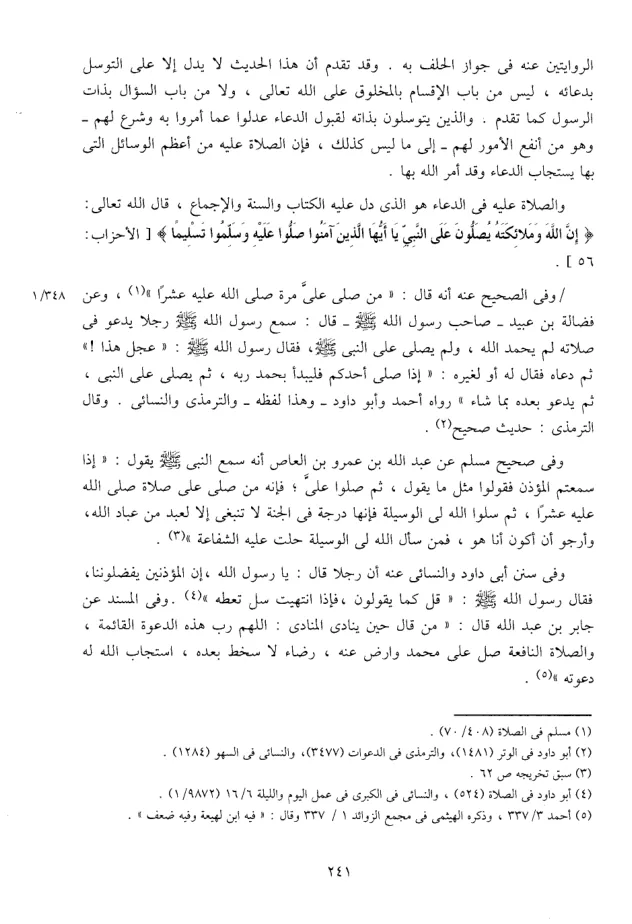 الروايتين عنه فى جواز الحلف به . وقد تقدم أن هذا الحديث لا يدل إلا على التوسل
بدعائه ، ليس من باب الإقسام بالمخلوق على الله تعالى ، ولا من باب السؤال بذات
الرسول كما تقدم . والذين يتوسلون بذاته لقبول الدعاء عدلوا عما أمروا به وشرع لهم ـ
وهو من أنفع الأمور لهم ـ إلى ما ليس كذلك ، فإن الصلاة عليه من أعظم الوسائل التى
بها يستجاب الدعاء وقد أمر الله بها .
والصلاة عليه فى الدعاء هو الذى دل عليه الكتاب والسنة والإجماع ، قال الله تعالى:
﴿ إِنَّ اللَّهَ وَمَلائِكَتَهُ يُصَلُّونَ عَلَى النَّبِيِّ يَا أَيُّهَا الَّذِينَ آمَنُوا صَلُّوا عَلَيْهِ وَسَلِّمُوا تَسْلِيمًا ﴾ [ الأحزاب:
٥٦ ] .
١/٣٤٨ / وفى الصحيح عنه أنه قال : « من صلى علىَّ مرة صلى الله عليه عشرًا »(١) ، وعن
فضالة بن عبيد ـ صاحب رسول الله ﷺ ـ قال : سمع رسول الله ﷺ رجلا يدعو فى
صلاته لم يحمد الله ، ولم يصلى على النبى ﷺ، فقال رسول الله ﷺ : « عجل هذا !»
ثم دعاه فقال له أو لغيره : « إذا صلى أحدكم فليبدأ بحمد ربه ، ثم يصلى على النبى ،
ثم يدعو بعده بما شاء » رواه أحمد وأبو داود ـ وهذا لفظه ـ والترمذى والنسائى . وقال
الترمذى : حديث صحيح(٢) .
وفى صحيح مسلم عن عبد الله بن عمرو بن العاص أنه سمع النبى ﷺ يقول : « إذا
سمعتم المؤذن فقولوا مثل ما يقول ، ثم صلوا علىَّ ؛ فإنه من صلى على صلاة صلى الله
عليه عشرًا ، ثم سلوا الله لى الوسيلة فإنها درجة فى الجنة لا تنبغى إلا لعبد من عباد الله،
وأرجو أن أكون أنا هو ، فمن سأل الله لى الوسيلة حلت عليه الشفاعة »(٣) .
وفى سنن أبى داود والنسائى عنه أن رجلا قال : يا رسول الله ،إن المؤذنين يفضلوننا،
فقال رسول الله ﷺ : « قل كما يقولون ،فإذا انتهيت سل تعطه »(٤) .وفى المسند عن
جابر بن عبد الله قال : « من قال حين ينادى المنادى : اللهم رب هذه الدعوة القائمة ،
والصلاة النافعة صل على محمد وارض عنه ، رضاء لا سخط بعده ، استجاب الله له
دعوته »(٥) .
(١) مسلم فى الصلاة (٤٠٨/ ٧٠) .
(٢) أبو داود فى الوتر (١٤٨١)، والترمذى فى الدعوات (٣٤٧٧)، والنسائى فى السهو (١٢٨٤) .
(٣) سبق تخريجه ص ٦٢ .
(٤) أبو داود فى الصلاة (٥٢٤) ، والنسائى فى الكبرى فى عمل اليوم والليلة ١٦/٦ (٩٨٧٢/ ١) .
(٥) أحمد ٣٣٧/٣ ، وذكره الهيثمى فى مجمع الزوائد ١ / ٣٣٧ وقال : « فيه ابن لهيعة وفيه ضعف » .
٢٤١